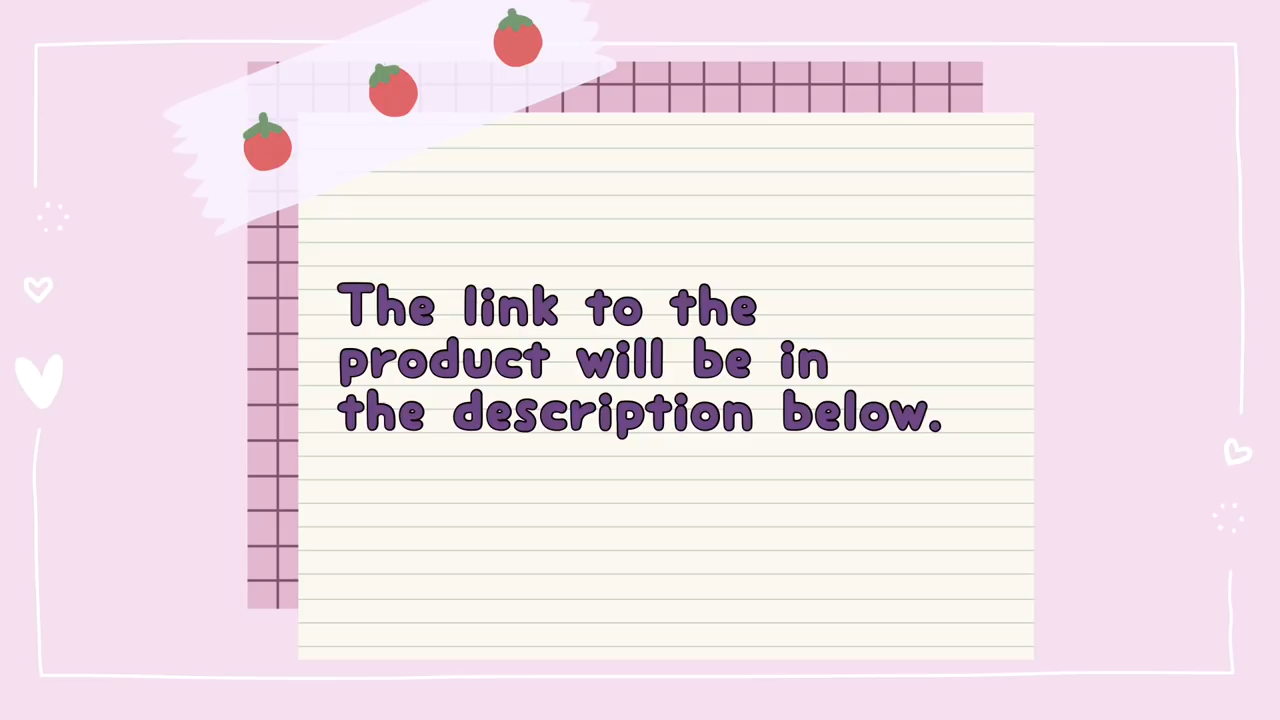 The link to the
product will be in
the description below.